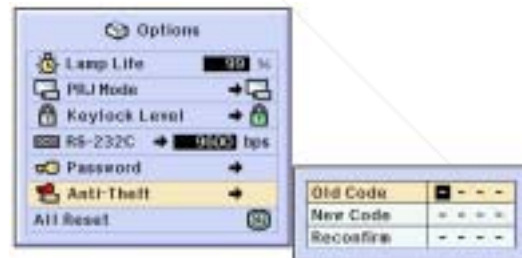 Options
Lamp Life 99 %
PRJ Mode
Keylock Level
RS-232C 9600 bps
Password
Anti-Theft
All Reset
Old Code - - - -
New Code - - - -
Reconfirm - - - -